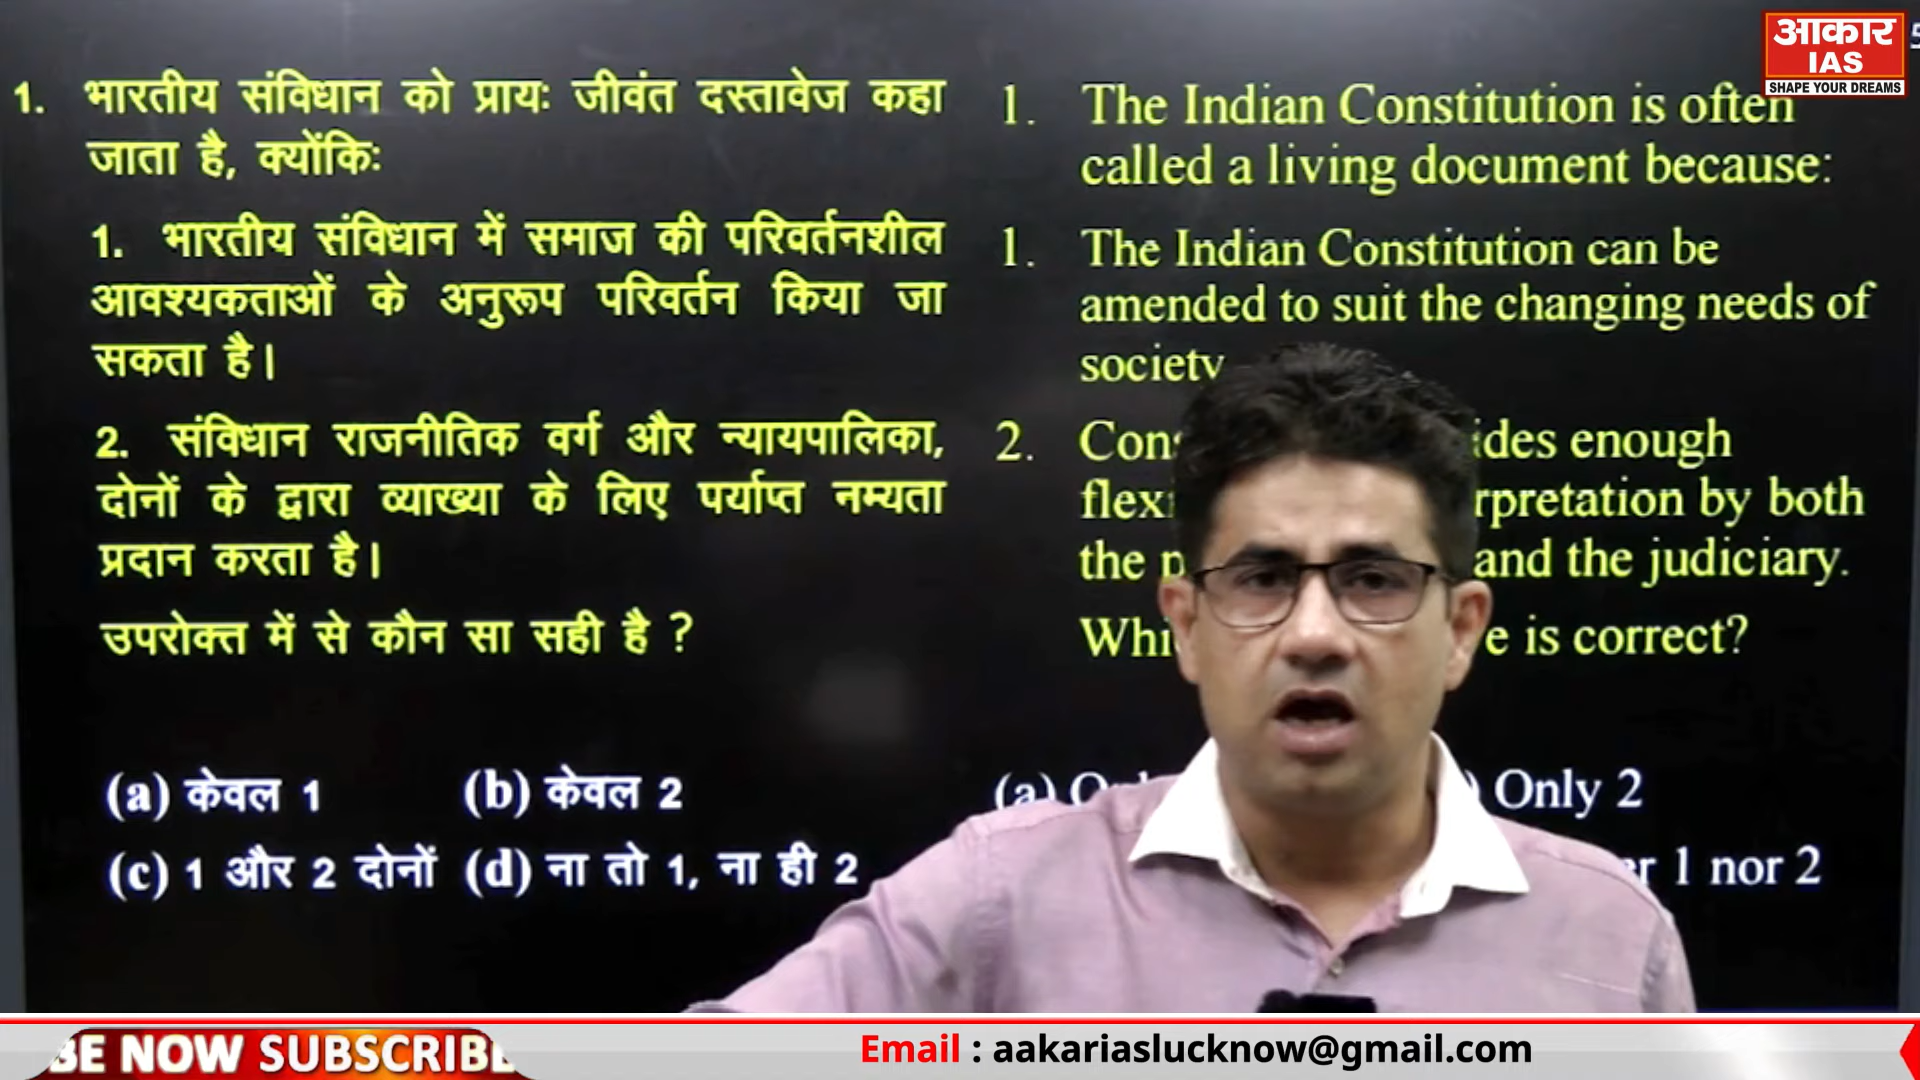 1. भारतीय संविधान को प्रायः जीवंत दस्तावेज कहा
जाता है, क्योंकिः
1. भारतीय संविधान में समाज की परिवर्तनशील
आवश्यकताओं के अनुरूप परिवर्तन किया जा
सकता है।
2. संविधान राजनीतिक वर्ग और न्यायपालिका,
दोनों के द्वारा व्याख्या के लिए पर्याप्त नम्यता
प्रदान करता है।
उपरोक्त में से कौन सा सही है ?
(a) केवल 1 (b) केवल 2
(c) 1 और 2 दोनों (d) ना तो 1, ना ही 2
1. The Indian Constitution is often
called a living document because:
1. The Indian Constitution can be
amended to suit the changing needs of
society
2. enough
by both
the and the judiciary.
is correct?
(a) Only 2
1 nor 2
आकार
IAS
SHAPE YOUR DREAMS
BE NOW SUBSCRIBE
Email : aakariaslucknow@gmail.com